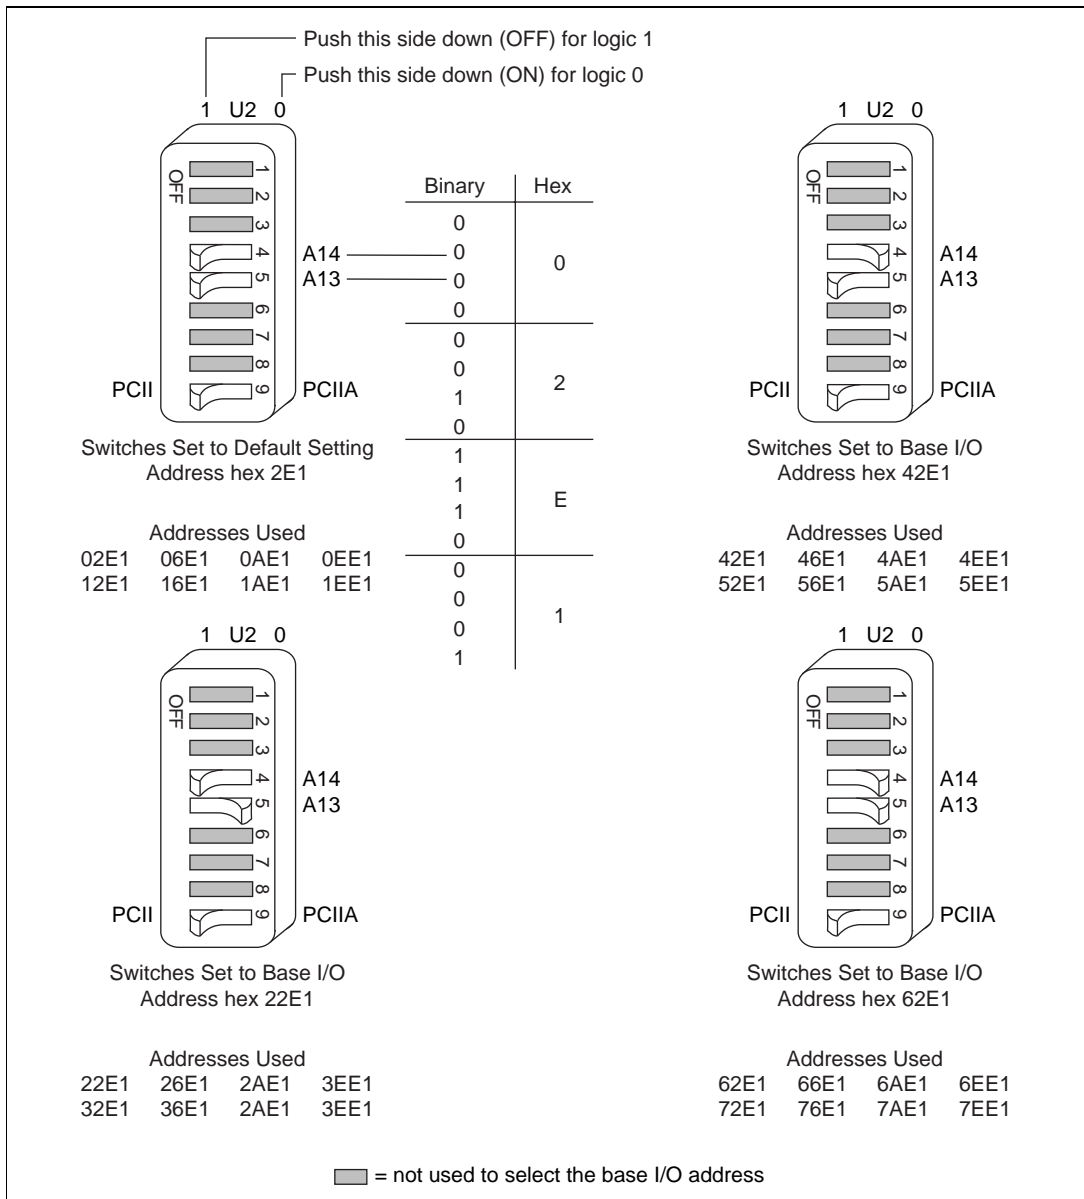 Push this side down (OFF) for logic 1
Push this side down (ON) for logic 0
1 U2 0
OFF
1
2
3
4
5
6
7
8
9
A14
A13
PCII
PCIIA
Switches Set to Default Setting
Address hex 2E1
Addresses Used
02E1 06E1 0AE1 0EE1
12E1 16E1 1AE1 1EE1
Binary Hex
0
0
0
0
0
0
0
1
0
2
1
1
1
0
E
0
0
0
1
1
1 U2 0
OFF
1
2
3
4
5
6
7
8
9
A14
A13
PCII
PCIIA
Switches Set to Base I/O
Address hex 42E1
Addresses Used
42E1 46E1 4AE1 4EE1
52E1 56E1 5AE1 5EE1
1 U2 0
OFF
1
2
3
4
5
6
7
8
9
A14
A13
PCII
PCIIA
Switches Set to Base I/O
Address hex 22E1
Addresses Used
22E1 26E1 2AE1 3EE1
32E1 36E1 2AE1 3EE1
1 U2 0
OFF
1
2
3
4
5
6
7
8
9
A14
A13
PCII
PCIIA
Switches Set to Base I/O
Address hex 62E1
Addresses Used
62E1 66E1 6AE1 6EE1
72E1 76E1 7AE1 7EE1
= not used to select the base I/O address